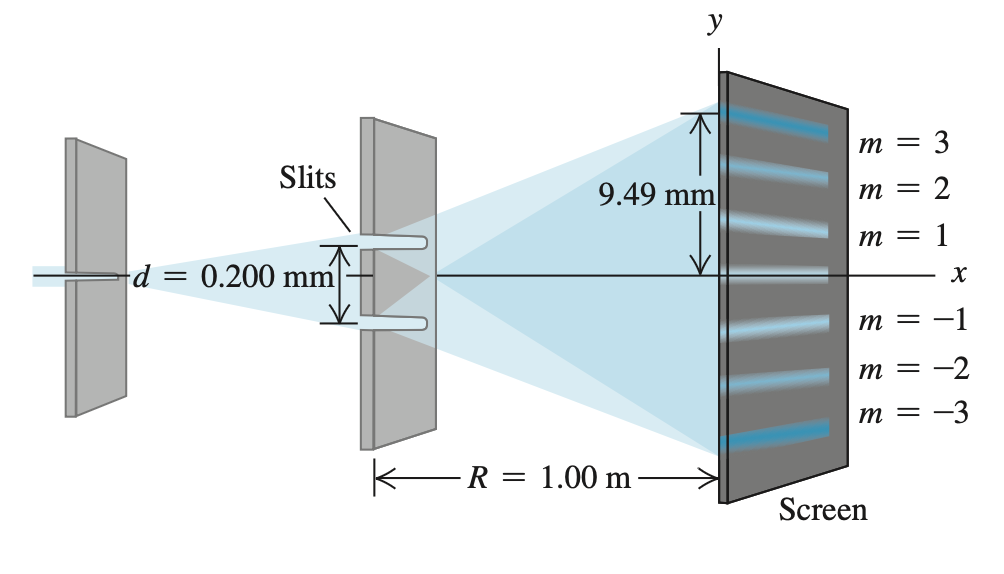 y
Slits
9.49 mm
m = 3
m = 2
m = 1
d = 0.200 mm
x
m = −1
m = −2
m = −3
R = 1.00 m
Screen